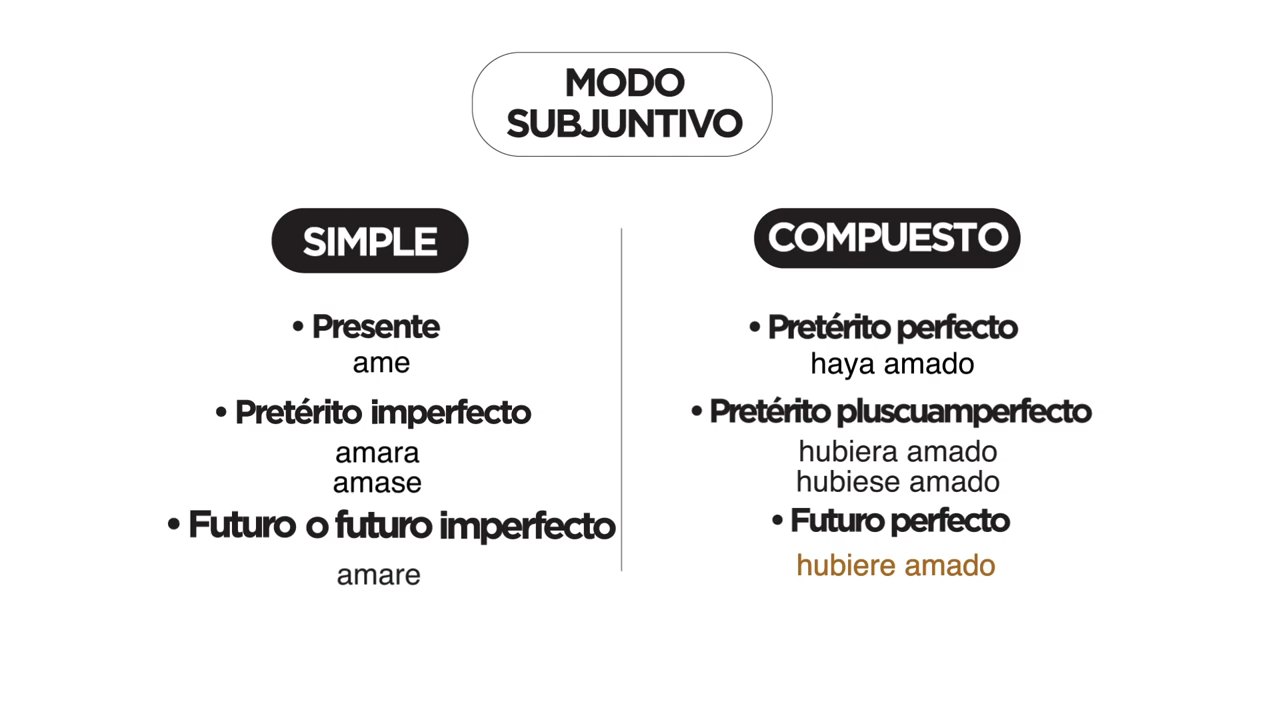 MODO
SUBJUNTIVO
SIMPLE
• Presente
ame
• Pretérito imperfecto
amara
amase
• Futuro o futuro imperfecto
amare
COMPUESTO
• Pretérito perfecto
haya amado
• Pretérito pluscuamperfecto
hubiera amado
hubiese amado
• Futuro perfecto
hubiere amado